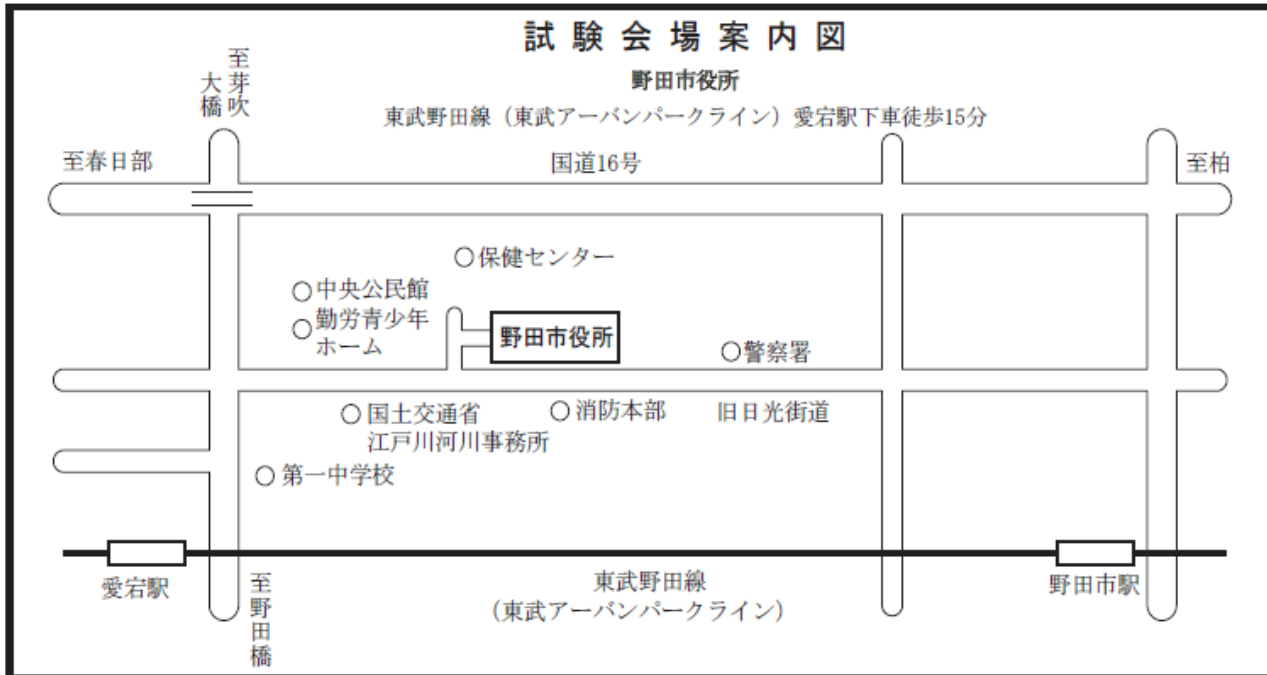 試験会場案内図
野田市役所
東武野田線（東武アーバンパークライン）愛宕駅下車徒歩15分
至芽吹
大橋
至春日部
国道16号
至柏
保健センター
中央公民館
勤労青少年
ホーム
野田市役所
警察署
国土交通省
江戸川河川事務所
消防本部
旧日光街道
第一中学校
愛宕駅
至野田橋
東武野田線
（東武アーバンパークライン）
野田市駅